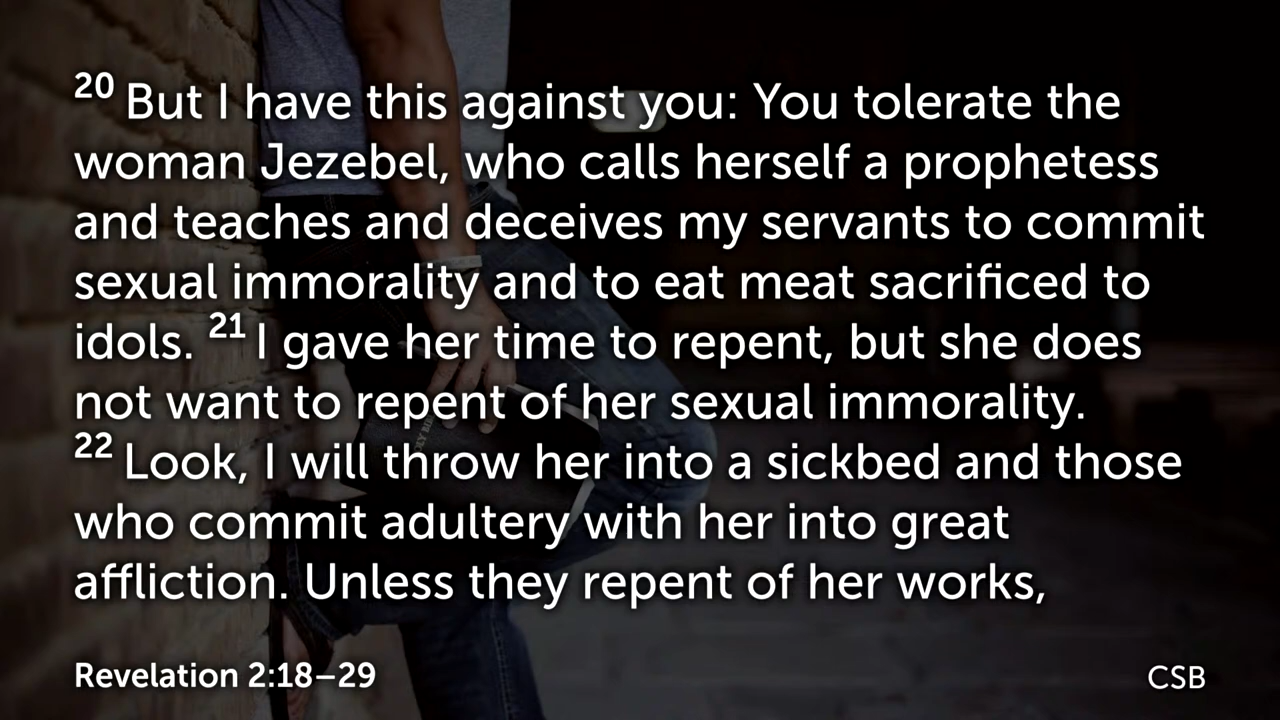 20 But I have this against you: You tolerate the
woman Jezebel, who calls herself a prophetess
and teaches and deceives my servants to commit
sexual immorality and to eat meat sacrificed to
idols. 21 I gave her time to repent, but she does
not want to repent of her sexual immorality.
22 Look, I will throw her into a sickbed and those
who commit adultery with her into great
affliction. Unless they repent of her works,
Revelation 2:18–29
CSB